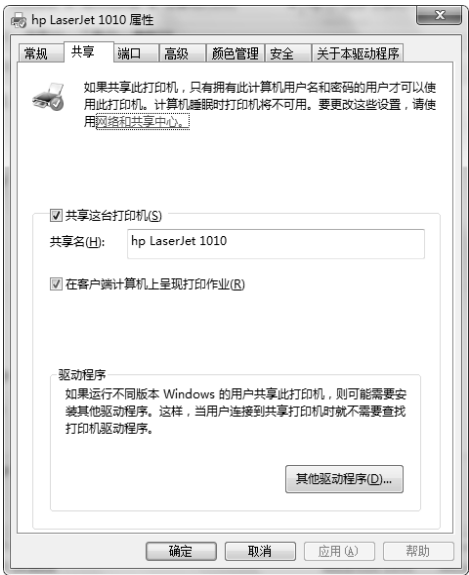 hp LaserJet 1010 属性
常规 共享 端口 高级 颜色管理 安全 关于本驱动程序
如果共享此打印机，只有拥有此计算机用户名和密码的用户才可以使
用此打印机。计算机睡眠时打印机将不可用。要更改这些设置，请使
用网络和共享中心。
共享这台打印机(S)
共享名(H): hp LaserJet 1010
在客户端计算机上呈现打印作业(R)
驱动程序
如果运行不同版本 Windows 的用户共享此打印机，则可能需要安
装其他驱动程序。这样，当用户连接到共享打印机时就不需要查找
打印机驱动程序。
其他驱动程序(D)...
确定 取消 应用(A) 帮助